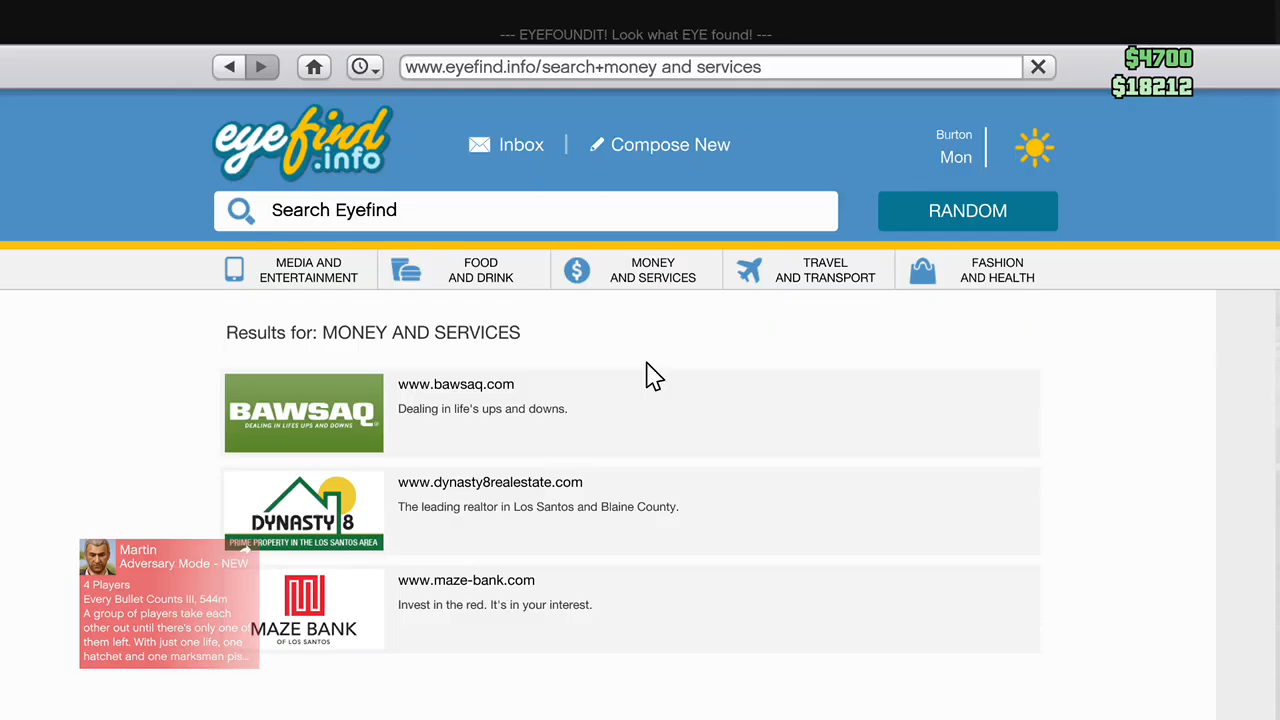 --- EYEFOUNDIT! Look what EYE found! ---
www.eyefind.info/search+money and services
$4700
$18212
eyefind
.info
Inbox
Compose New
Burton
Mon
Search Eyefind
RANDOM
MEDIA AND
ENTERTAINMENT
FOOD
AND DRINK
MONEY
AND SERVICES
TRAVEL
AND TRANSPORT
FASHION
AND HEALTH
Results for: MONEY AND SERVICES
BAWSAQ
DEALING IN LIFES UPS AND DOWNS
www.bawsaq.com
Dealing in life's ups and downs.
DYNASTY 8
PRIME PROPERTY IN THE LOS SANTOS AREA
www.dynasty8realestate.com
The leading realtor in Los Santos and Blaine County.
MAZE BANK
OF LOS SANTOS
www.maze-bank.com
Invest in the red. It's in your interest.
Martin
Adversary Mode - NEW
4 Players
Every Bullet Counts III, 544m
A group of players take each
other out until there's only one of
them left. With just one life, one
hatchet and one marksman pis...